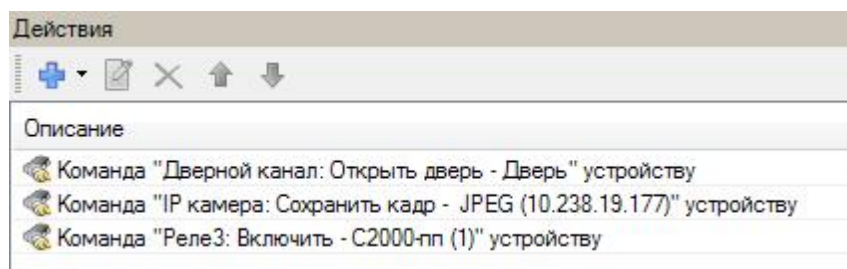 Действия
Описание
Команда "Дверной канал: Открыть дверь - Дверь" устройству
Команда "IP камера: Сохранить кадр - JPEG (10.238.19.177)" устройству
Команда "Реле3: Включить - С2000-пп (1)" устройству